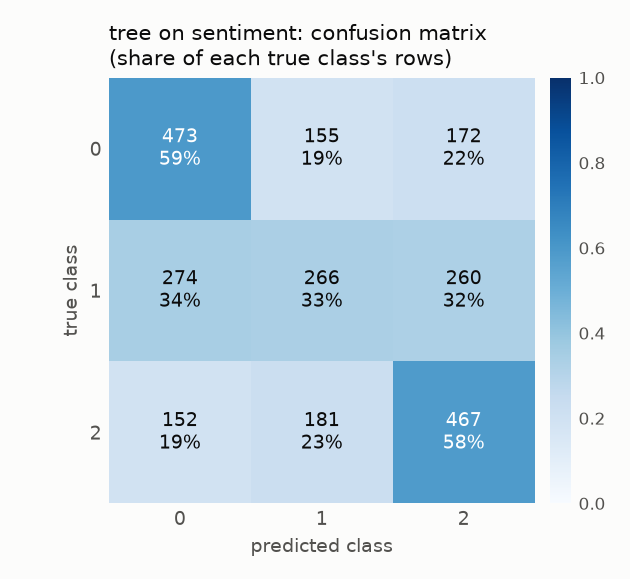 tree on sentiment: confusion matrix
(share of each true class's rows)
473 155 172
59% 19% 22%
0
274 266 260
34% 33% 32%
1
152 181 467
19% 23% 58%
2
0 1 2
predicted class
true class
1.0
0.8
0.6
0.4
0.2
0.0